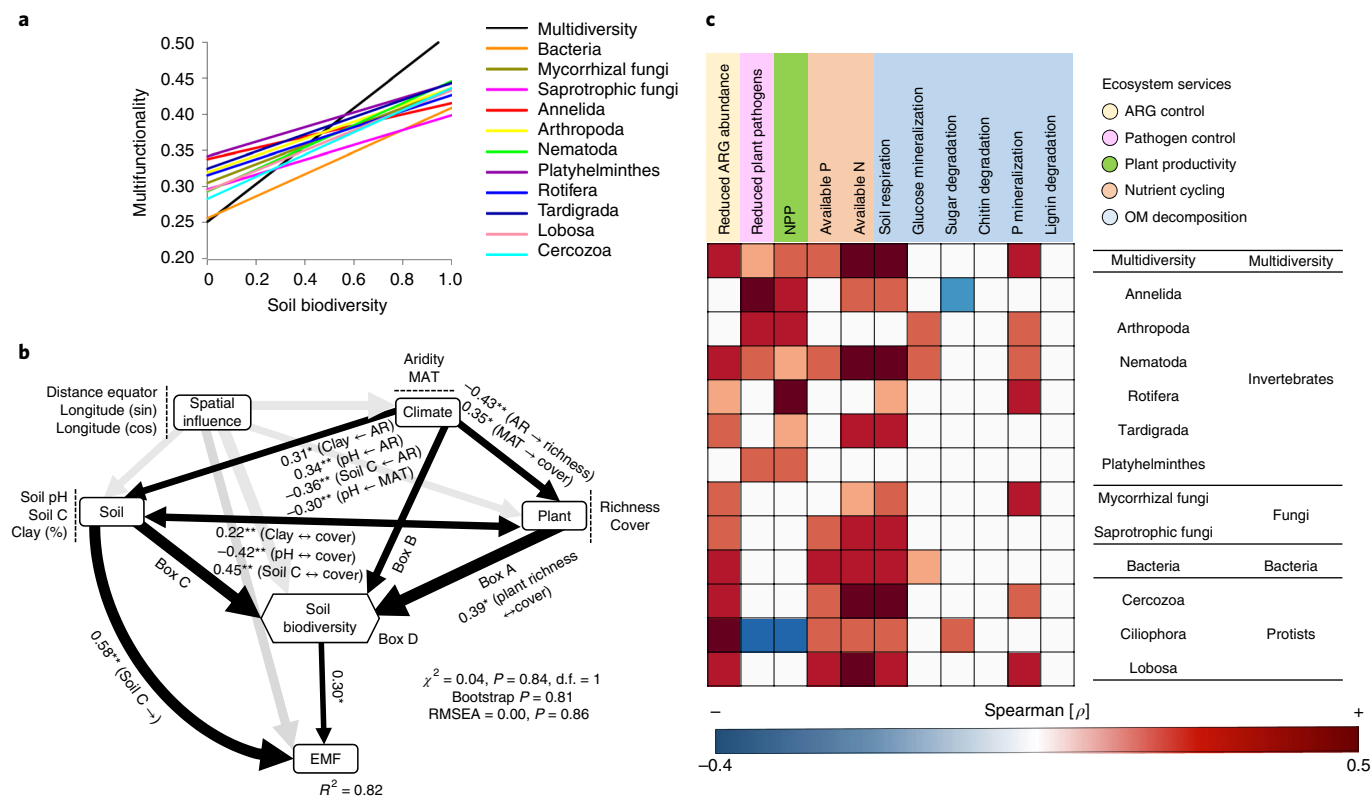 a
Multifunctionality
0.50
0.45
0.40
0.35
0.30
0.25
0.20
0
0.2
0.4
0.6
0.8
1.0
Soil biodiversity
Multidiversity
Bacteria
Mycorrhizal fungi
Saprotrophic fungi
Annelida
Arthropoda
Nematoda
Platyhelminthes
Rotifera
Tardigrada
Lobosa
Cercozoa
b
Distance equator
Longitude (sin)
Longitude (cos)
Spatial
influence
Aridity
MAT
Climate
−0.43** (AR → richness)
0.35* (MAT → cover)
0.31* (Clay ← AR)
0.34** (pH ← AR)
−0.36** (Soil C ← AR)
−0.30** (pH ← MAT)
Soil pH
Soil C
Clay (%)
Soil
Plant
Richness
Cover
0.22** (Clay ↔ cover)
−0.42** (pH ↔ cover)
0.45** (Soil C ↔ cover)
Box C
Box B
Box A
0.39* (plant richness
↔cover)
Soil
biodiversity
Box D
0.58** (Soil C →)
0.30*
χ² = 0.04, P = 0.84, d.f. = 1
Bootstrap P = 0.81
RMSEA = 0.00, P = 0.86
EMF
R² = 0.82
c
Reduced ARG abundance
Reduced plant pathogens
NPP
Available P
Available N
Soil respiration
Glucose mineralization
Sugar degradation
Chitin degradation
P mineralization
Lignin degradation
Ecosystem services
ARG control
Pathogen control
Plant productivity
Nutrient cycling
OM decomposition
Multidiversity Multidiversity
Annelida
Arthropoda
Nematoda
Invertebrates
Rotifera
Tardigrada
Platyhelminthes
Mycorrhizal fungi
Fungi
Saprotrophic fungi
Bacteria Bacteria
Cercozoa
Ciliophora Protists
Lobosa
− Spearman [ρ] +
−0.4 0.5